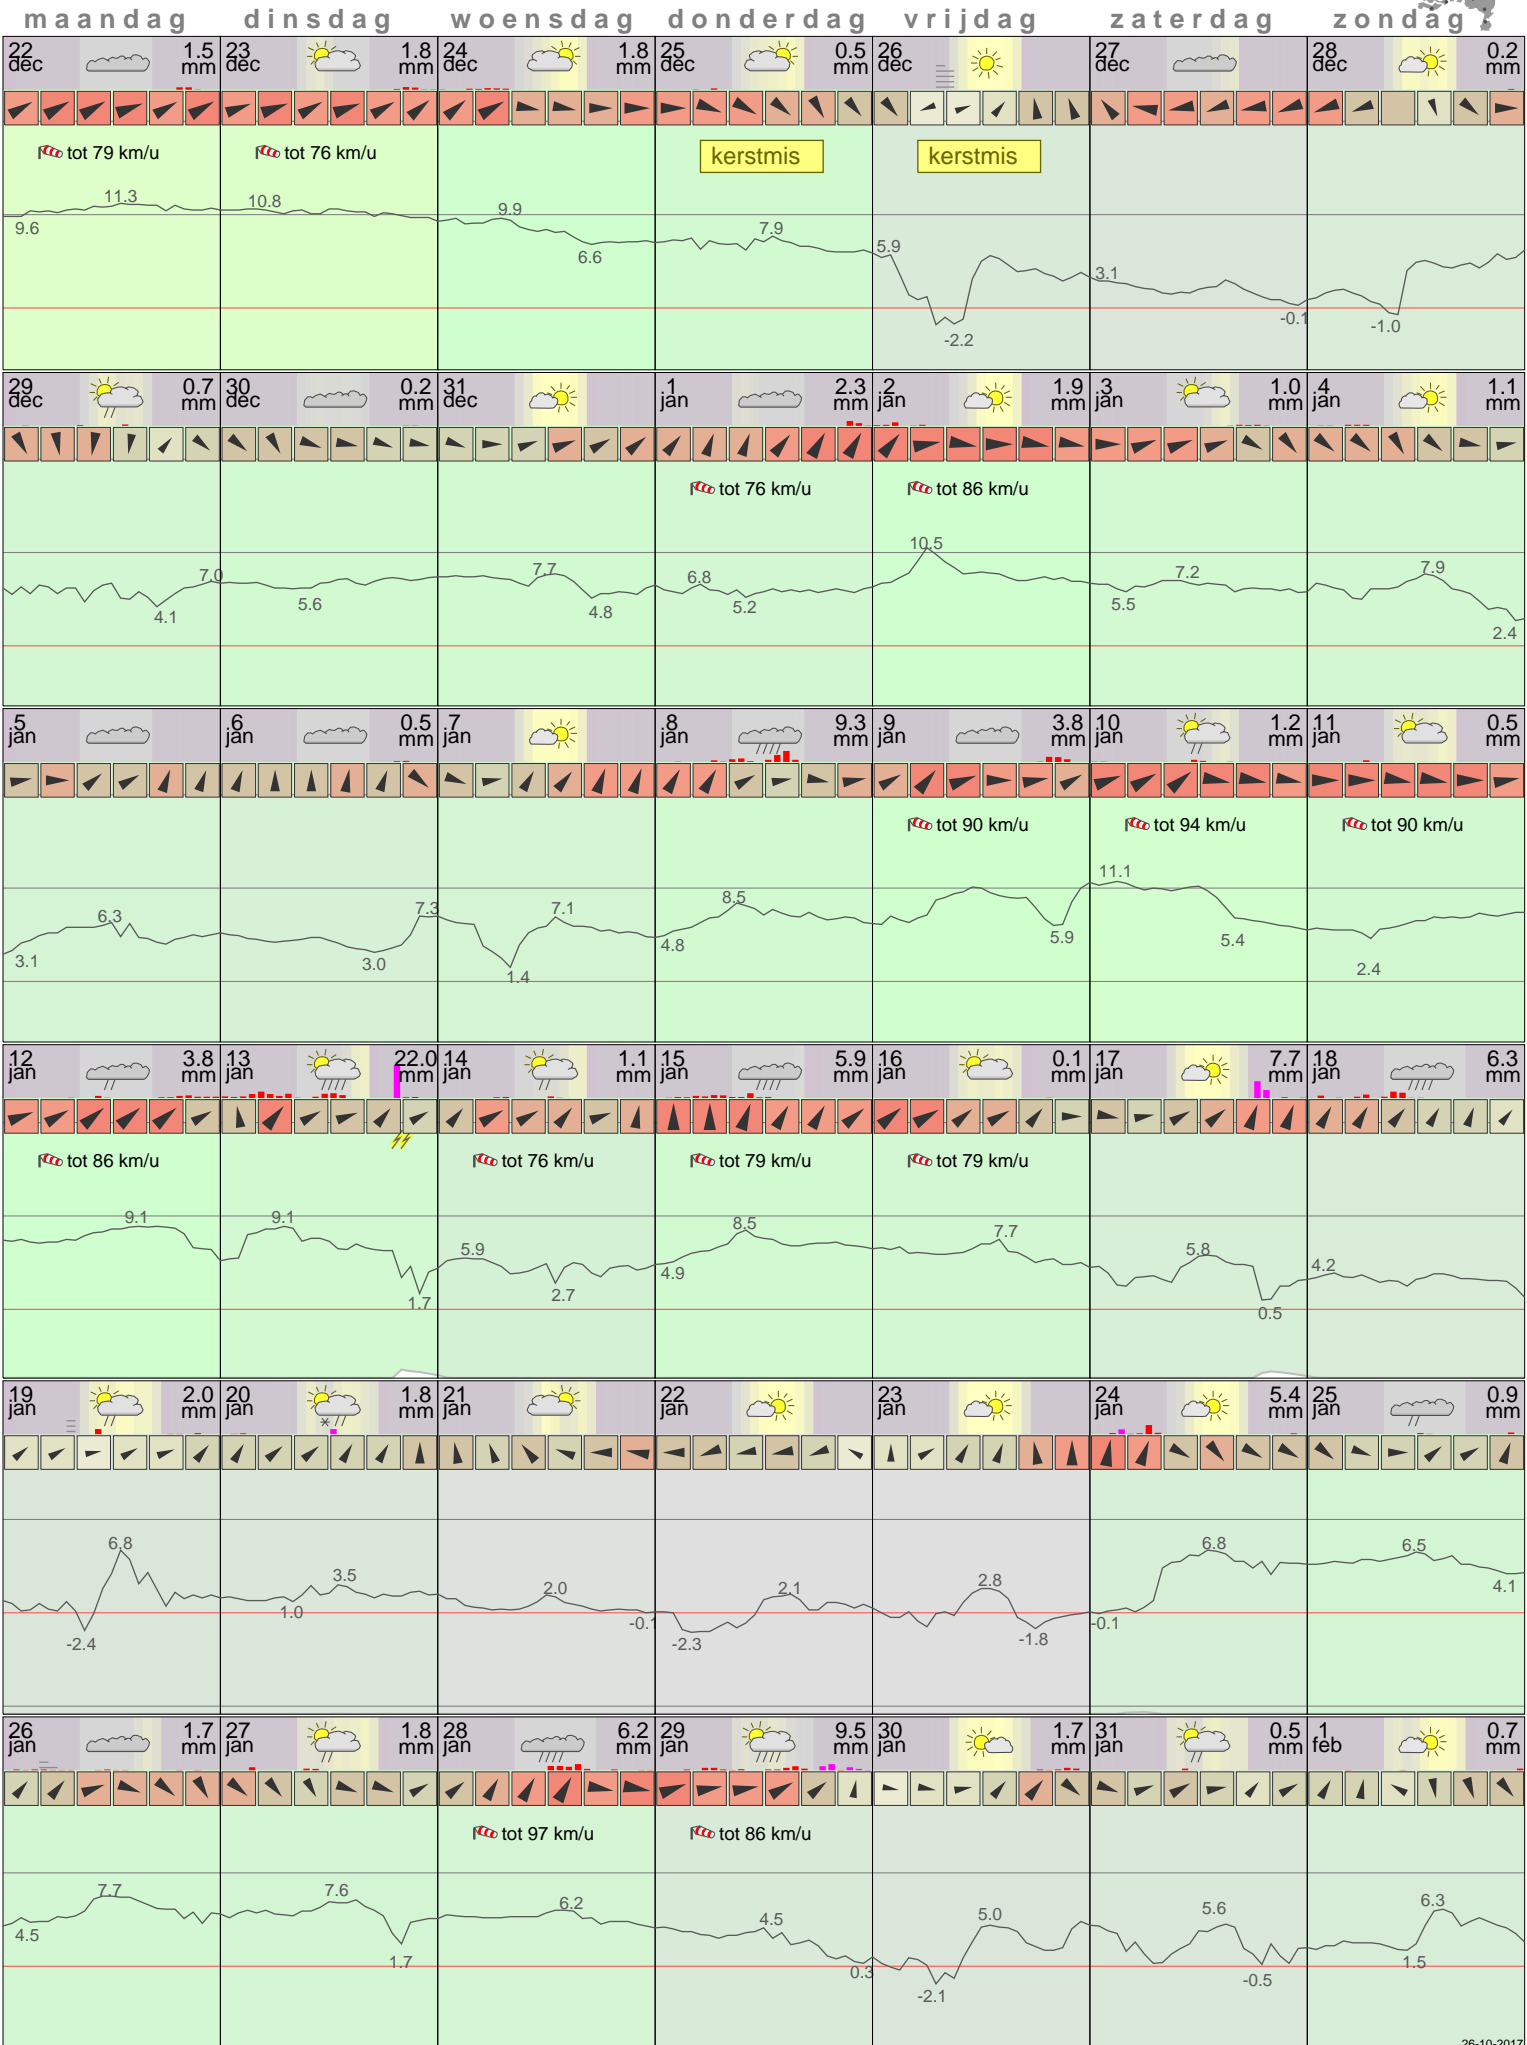 maandag dinsdag woensdag donderdag vrijdag zaterdag zondag
22 1.5 23 1.8 24 1.8 25 0.5 26 27 28 0.2
dec mm dec mm dec mm dec mm dec dec dec mm
tot 79 km/u tot 76 km/u kerstmis kerstmis
11.3 10.8 9.9 7.9 5.9
9.6 6.6 3.1
-2.2 -0.1 -1.0
29 0.7 30 0.2 31 1 2.3 2 1.9 3 1.0 4 1.1
dec mm dec mm dec jan mm jan mm jan mm jan mm
tot 76 km/u tot 86 km/u
7.0 7.7 6.8 10.5 7.2 7.9
4.1 5.6 4.8 5.2 5.5 2.4
5 6 0.5 7 8 9.3 9 3.8 10 1.2 11 0.5
jan jan mm jan jan mm jan mm jan mm jan mm
tot 90 km/u tot 94 km/u tot 90 km/u
6.3 7.3 7.1 8.5 11.1
3.1 3.0 1.4 4.8 5.9 5.4 2.4
12 3.8 13 22.0 14 1.1 15 5.9 16 0.1 17 7.7 18 6.3
jan mm jan mm jan mm jan mm jan mm jan mm jan mm
tot 86 km/u tot 76 km/u tot 79 km/u tot 79 km/u
9.1 9.1 5.9 8.5 7.7 5.8 4.2
1.7 2.7 4.9 0.5
19 2.0 20 1.8 21 22 23 24 5.4 25 0.9
jan mm jan mm jan jan jan jan mm jan mm
6.8 3.5 2.0 2.1 2.8 6.8 6.5
-2.4 1.0 -0.1 -2.3 -1.8 -0.1 4.1
26 1.7 27 1.8 28 6.2 29 9.5 30 1.7 31 0.5 1 0.7
jan mm jan mm jan mm jan mm jan mm jan mm feb mm
tot 97 km/u tot 86 km/u
7.7 7.6 6.2 4.5 5.0 5.6 6.3
4.5 1.7 0.3 -2.1 -0.5 1.5
26-10-2017